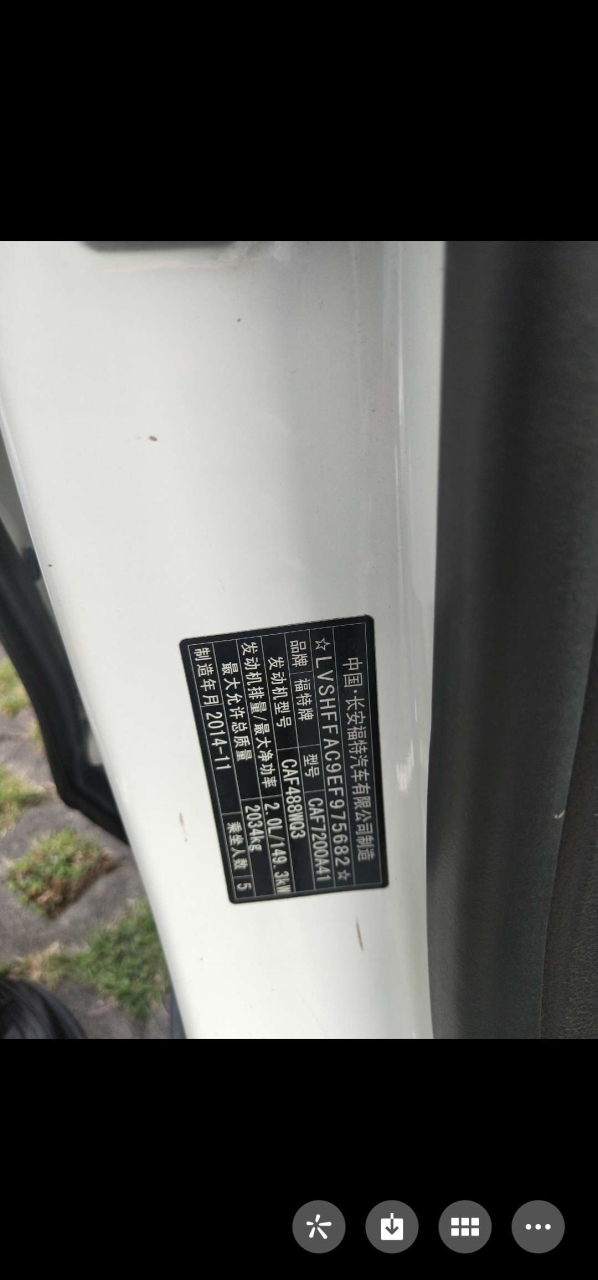 中国·长安福特汽车有限公司制造
☆LVSHFFAC9EF975682☆
品牌 福特牌 型号 CAF7200A41
发动机型号 CAF488WQ3
发动机排量/最大净功率 2.0L/149.3kW
最大允许总质量 2034kg
制造年月 2014-11 乘坐人数 5